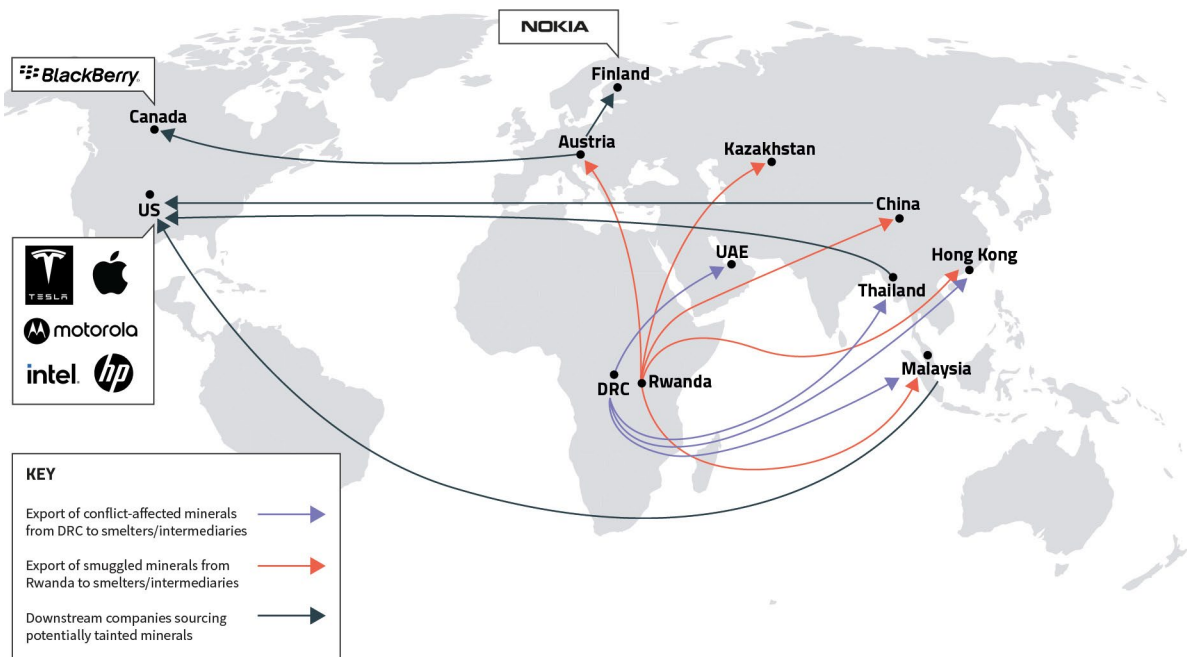 NOKIA
BlackBerry
Finland
Canada
Austria
Kazakhstan
US
China
UAE
Hong Kong
Thailand
TESLA
motorola
intel.
hp
DRC
Rwanda
Malaysia
KEY
Export of conflict-affected minerals
from DRC to smelters/intermediaries
Export of smuggled minerals from
Rwanda to smelters/intermediaries
Downstream companies sourcing
potentially tainted minerals